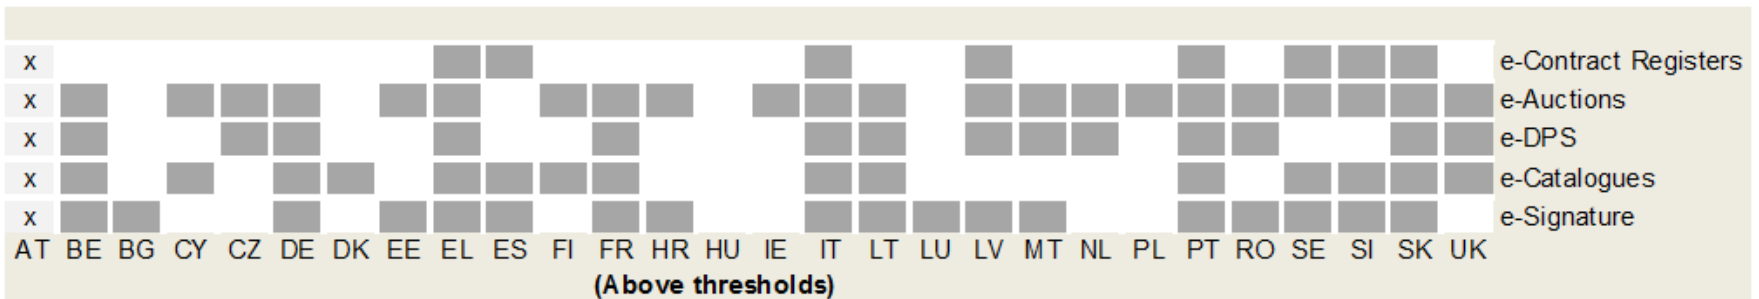 x e-Contract Registers
x e-Auctions
x e-DPS
x e-Catalogues
x e-Signature
AT BE BG CY CZ DE DK EE EL ES FI FR HR HU IE IT LT LU LV MT NL PL PT RO SE SI SK UK
(Above thresholds)